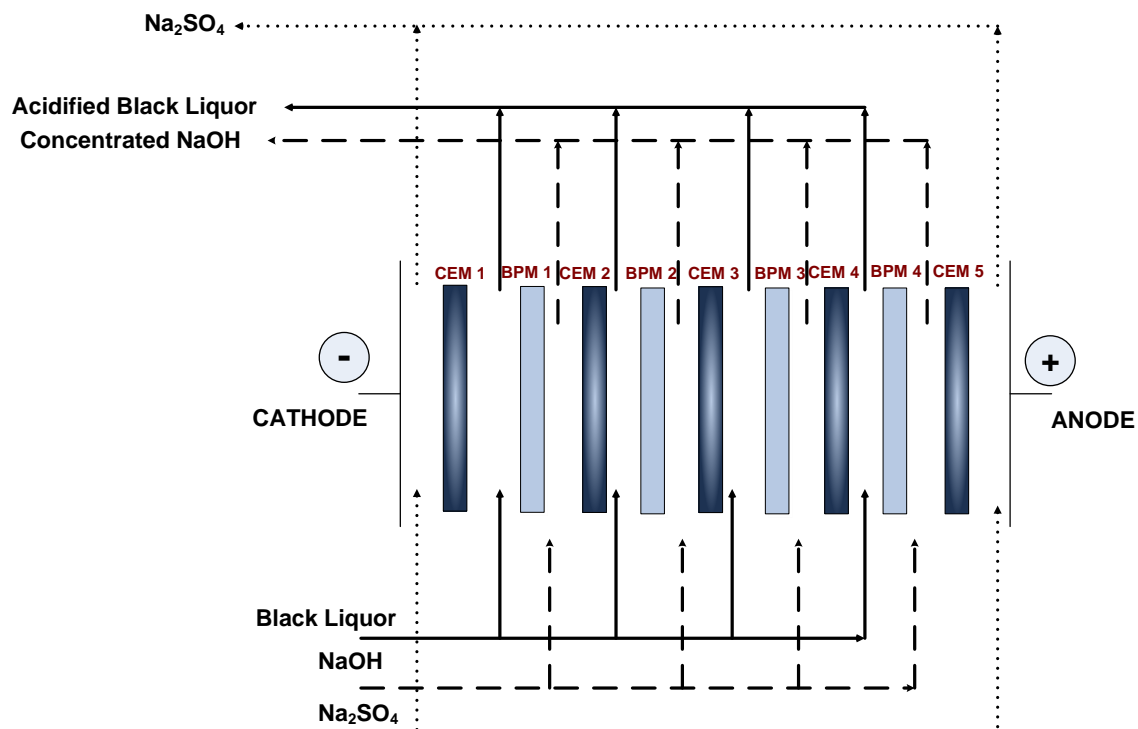 Na₂SO₄
Acidified Black Liquor
Concentrated NaOH
CEM 1 BPM 1 CEM 2 BPM 2 CEM 3 BPM 3 CEM 4 BPM 4 CEM 5
- +
CATHODE ANODE
Black Liquor
NaOH
Na₂SO₄